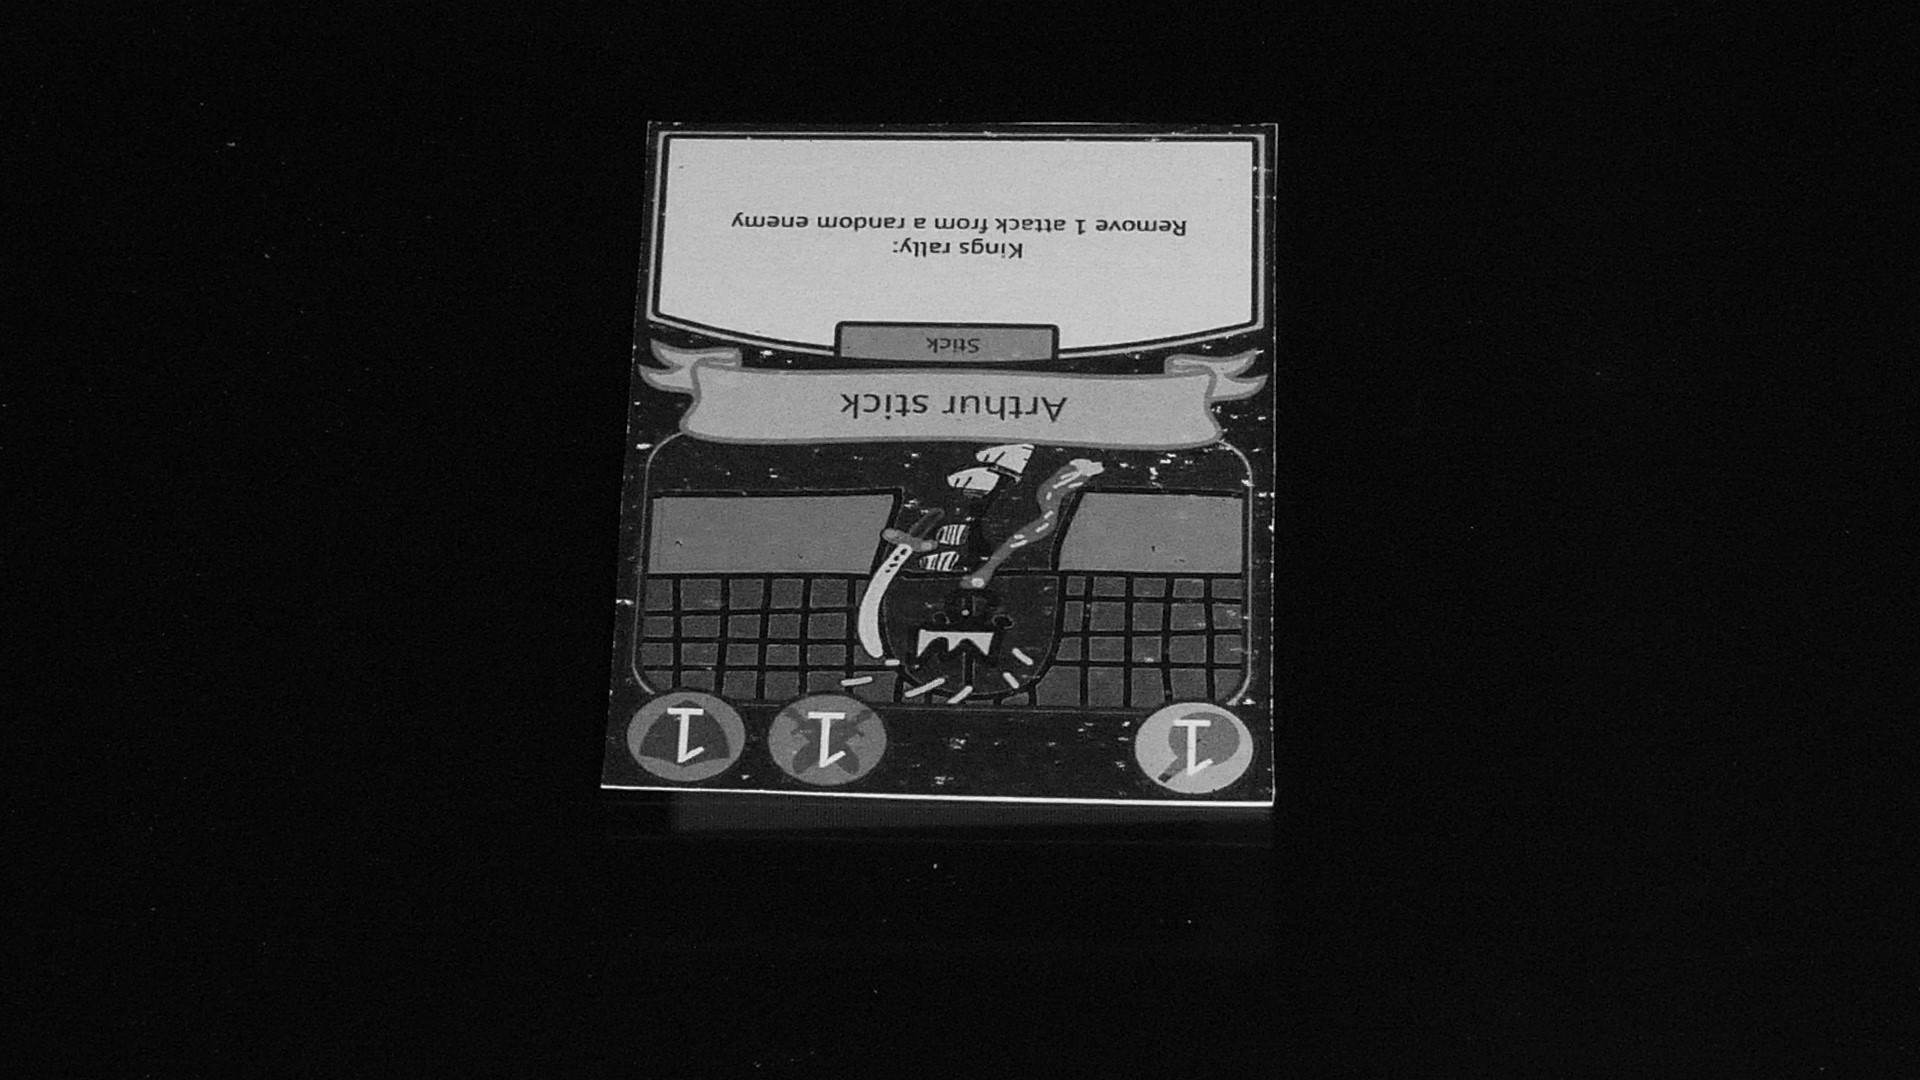 1 1 1
Arthur stick
Stick
Kings rally:
Remove 1 attack from a random enemy